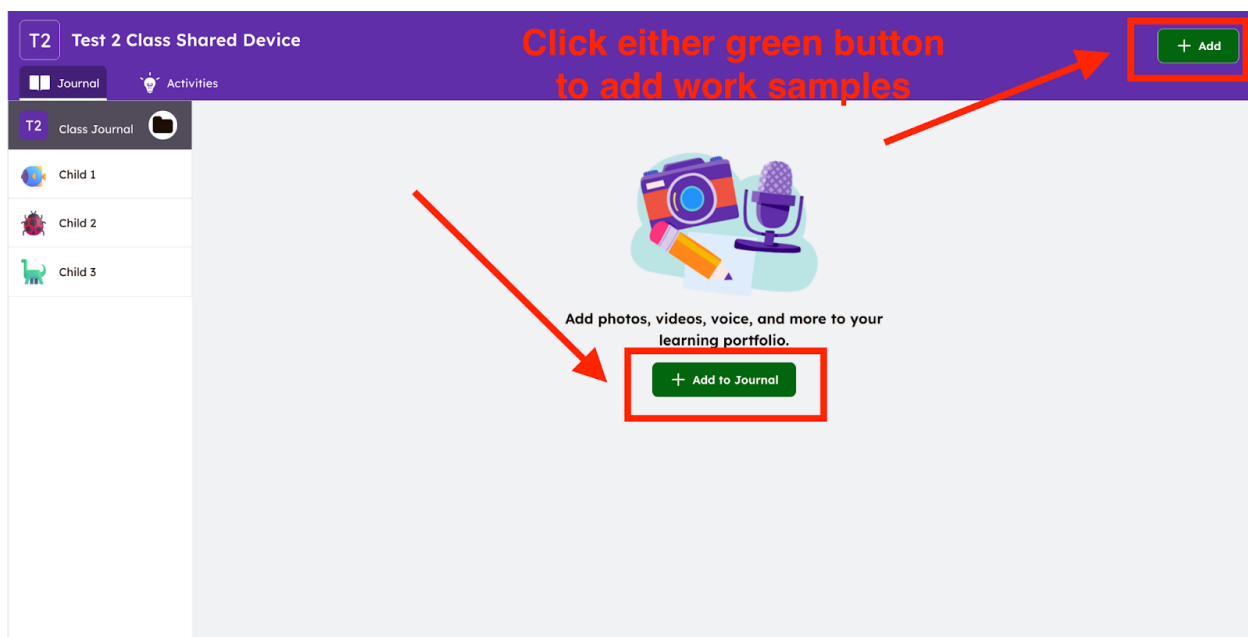 T2 Test 2 Class Shared Device
Click either green button
to add work samples
+ Add
Journal Activities
T2 Class Journal
Child 1
Child 2
Child 3
Add photos, videos, voice, and more to your
learning portfolio.
+ Add to Journal